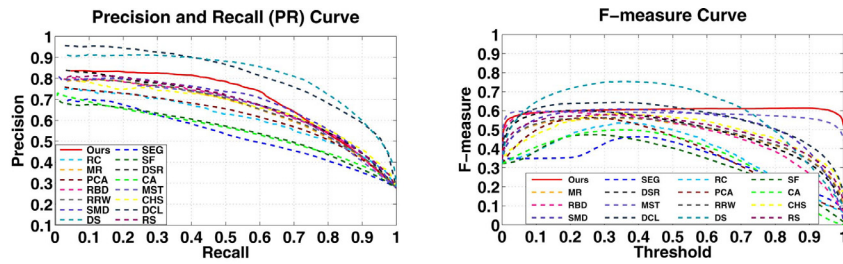 Precision and Recall (PR) Curve
Precision
1
0.9
0.8
0.7
0.6
0.5
0.4
0.3
0.2
0.1
Ours SEG
RC SF
MR DSR
PCA CA
RBD MST
RRW CHS
SMD DCL
DS RS
0 0.1 0.2 0.3 0.4 0.5 0.6 0.7 0.8 0.9 1
Recall
F-measure Curve
F-measure
1
0.9
0.8
0.7
0.6
0.5
0.4
0.3
0.2
0.1
0
Ours SEG RC SF
MR DSR PCA CA
RBD MST RRW CHS
SMD DCL DS RS
0 0.1 0.2 0.3 0.4 0.5 0.6 0.7 0.8 0.9 1
Threshold